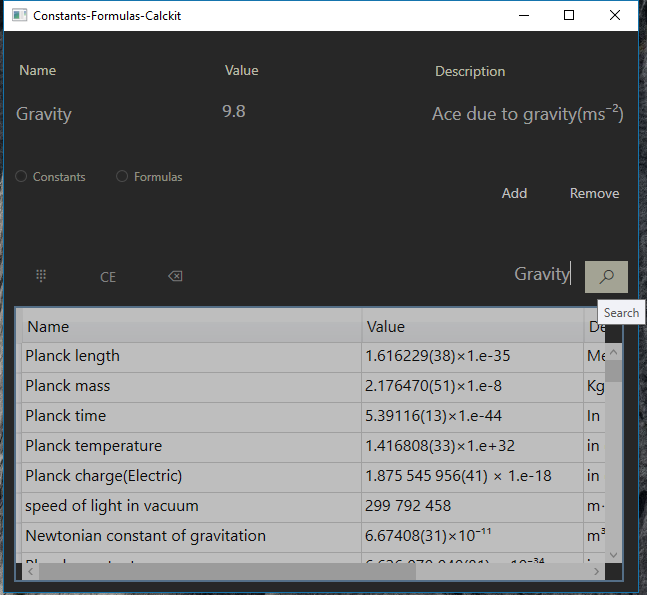 Constants-Formulas-Calckit
Name Value Description
Gravity 9.8 Ace due to gravity(ms⁻²)
Constants Formulas
Add Remove
CE Gravity
Search
Name Value De
Planck length 1.616229(38)×1.e-35 Me
Planck mass 2.176470(51)×1.e-8 Kg
Planck time 5.39116(13)×1.e-44 In
Planck temperature 1.416808(33)×1.e+32 in
Planck charge(Electric) 1.875 545 956(41) × 1.e-18 in
speed of light in vacuum 299 792 458 m·
Newtonian constant of gravitation 6.67408(31)×10⁻¹¹ m³